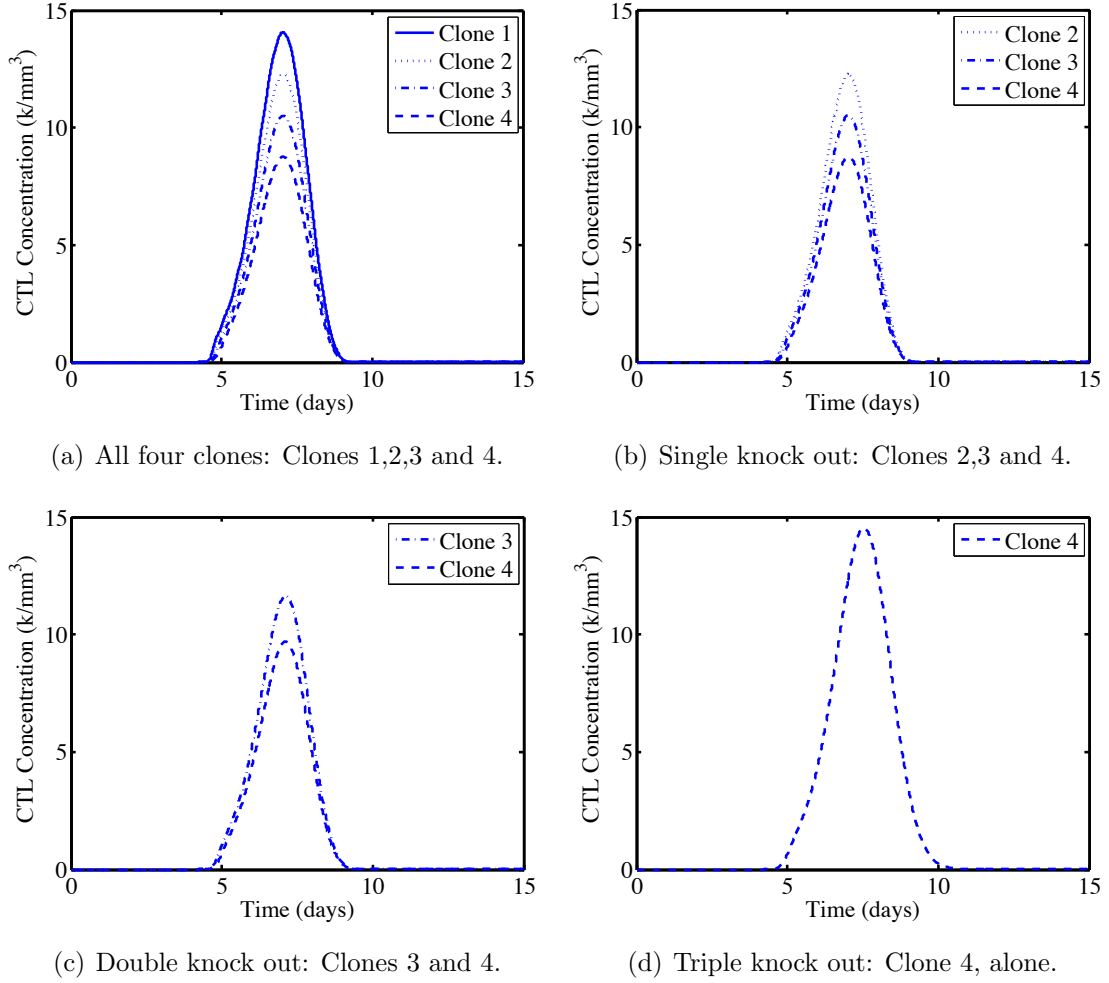 15
10
5
0
CTL Concentration (k/mm³)
Clone 1
Clone 2
Clone 3
Clone 4
0 5 10 15
Time (days)
(a) All four clones: Clones 1,2,3 and 4.
15
10
5
0
CTL Concentration (k/mm³)
Clone 2
Clone 3
Clone 4
0 5 10 15
Time (days)
(b) Single knock out: Clones 2,3 and 4.
15
10
5
0
CTL Concentration (k/mm³)
Clone 3
Clone 4
0 5 10 15
Time (days)
(c) Double knock out: Clones 3 and 4.
15
10
5
0
CTL Concentration (k/mm³)
Clone 4
0 5 10 15
Time (days)
(d) Triple knock out: Clone 4, alone.